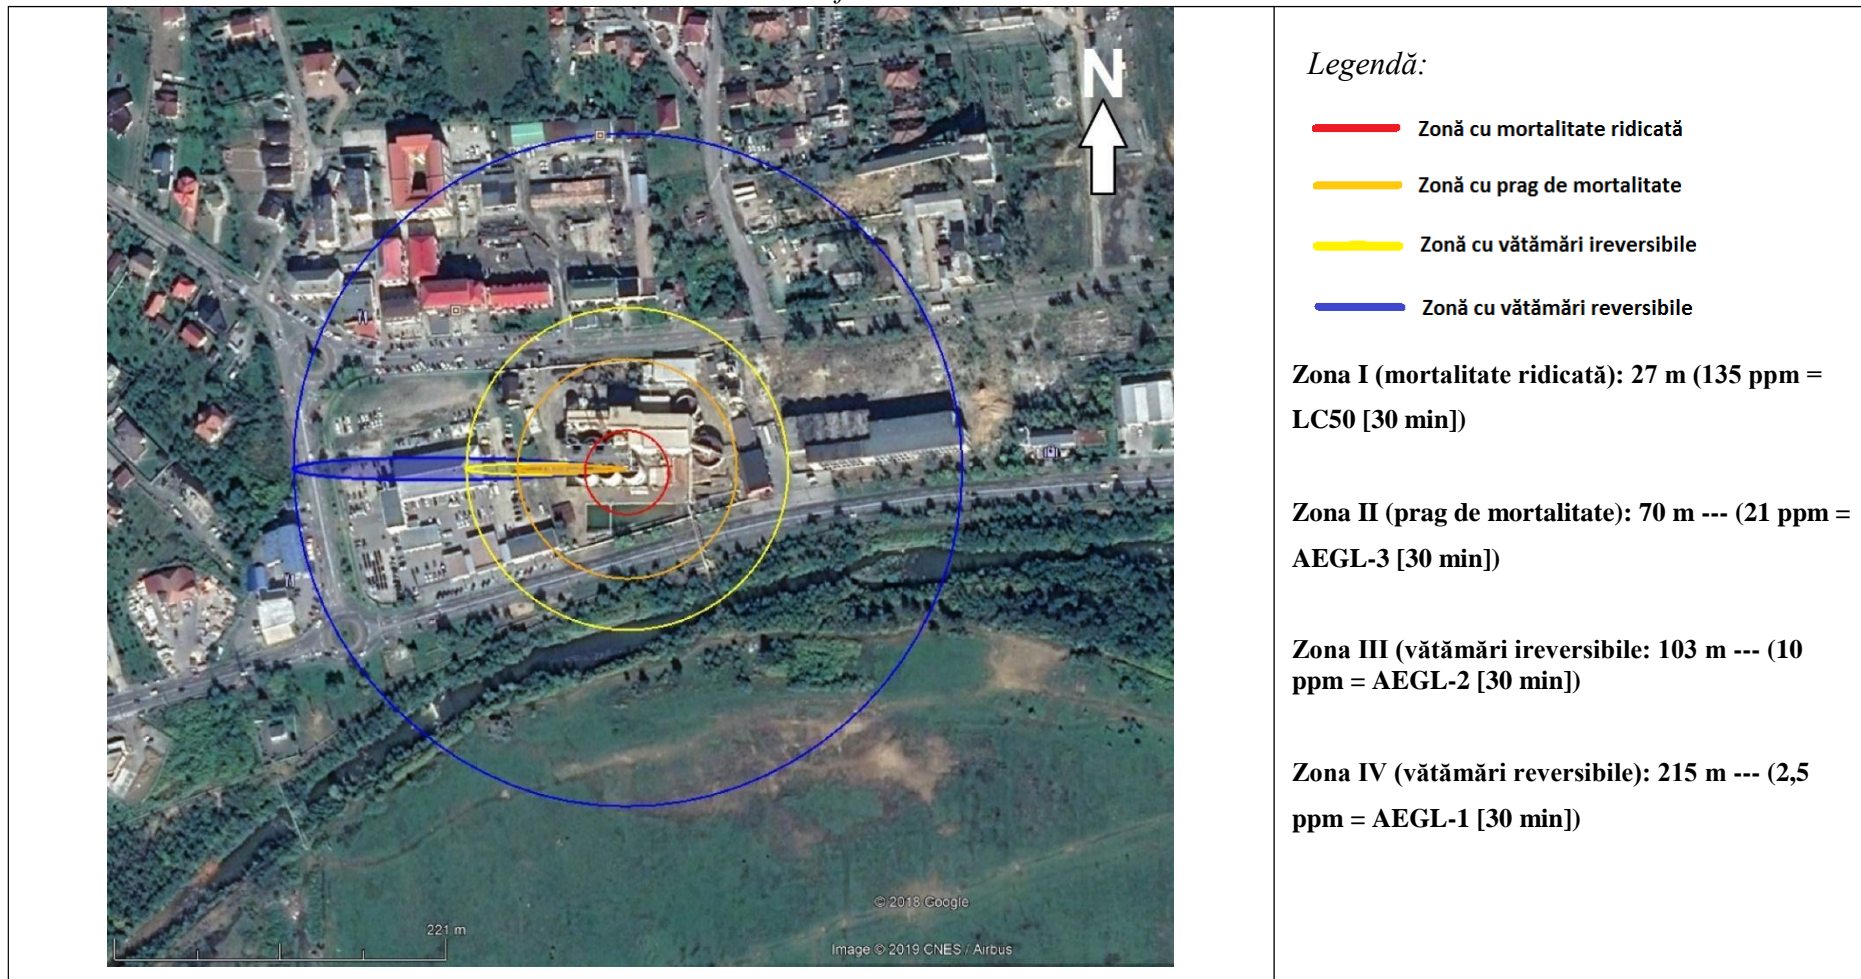 N
221 m
© 2018 Google
Image © 2019 CNES / Airbus
Legendă:
Zonă cu mortalitate ridicată
Zonă cu prag de mortalitate
Zonă cu vătămări ireversibile
Zonă cu vătămări reversibile
Zona I (mortalitate ridicată): 27 m (135 ppm =
LC50 [30 min])
Zona II (prag de mortalitate): 70 m --- (21 ppm =
AEGL-3 [30 min])
Zona III (vătămări ireversibile: 103 m --- (10
ppm = AEGL-2 [30 min])
Zona IV (vătămări reversibile): 215 m --- (2,5
ppm = AEGL-1 [30 min])